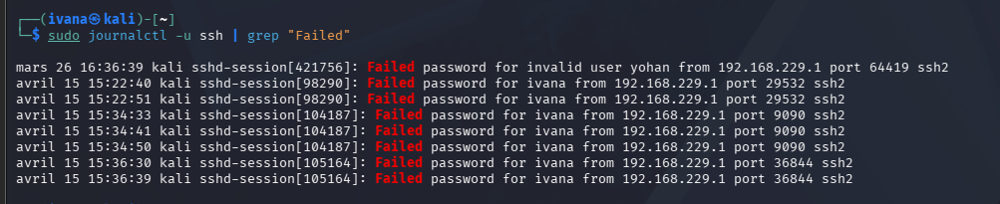 ┌──(ivana㉿kali)-[~]
└─$ sudo journalctl -u ssh | grep "Failed"
mars 26 16:36:39 kali sshd-session[421756]: Failed password for invalid user yohan from 192.168.229.1 port 64419 ssh2
avril 15 15:22:40 kali sshd-session[98290]: Failed password for ivana from 192.168.229.1 port 29532 ssh2
avril 15 15:22:51 kali sshd-session[98290]: Failed password for ivana from 192.168.229.1 port 29532 ssh2
avril 15 15:34:33 kali sshd-session[104187]: Failed password for ivana from 192.168.229.1 port 9090 ssh2
avril 15 15:34:41 kali sshd-session[104187]: Failed password for ivana from 192.168.229.1 port 9090 ssh2
avril 15 15:34:50 kali sshd-session[104187]: Failed password for ivana from 192.168.229.1 port 9090 ssh2
avril 15 15:36:30 kali sshd-session[105164]: Failed password for ivana from 192.168.229.1 port 36844 ssh2
avril 15 15:36:39 kali sshd-session[105164]: Failed password for ivana from 192.168.229.1 port 36844 ssh2